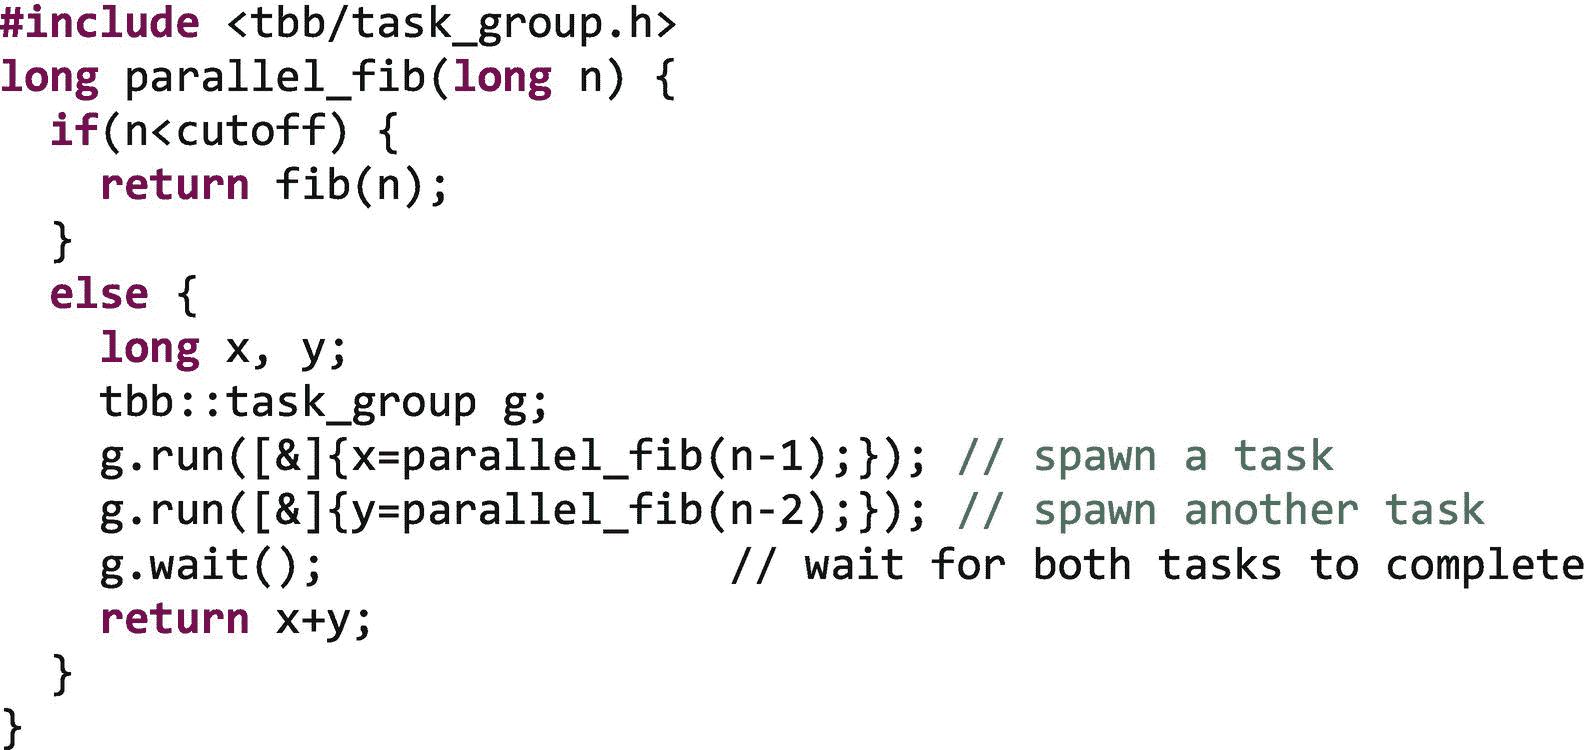 #include <tbb/task_group.h>
long parallel_fib(long n) {
  if(n<cutoff) {
    return fib(n);
  }
  else {
    long x, y;
    tbb::task_group g;
    g.run([&]{x=parallel_fib(n-1);}); // spawn a task
    g.run([&]{y=parallel_fib(n-2);}); // spawn another task
    g.wait();                // wait for both tasks to complete
    return x+y;
  }
}